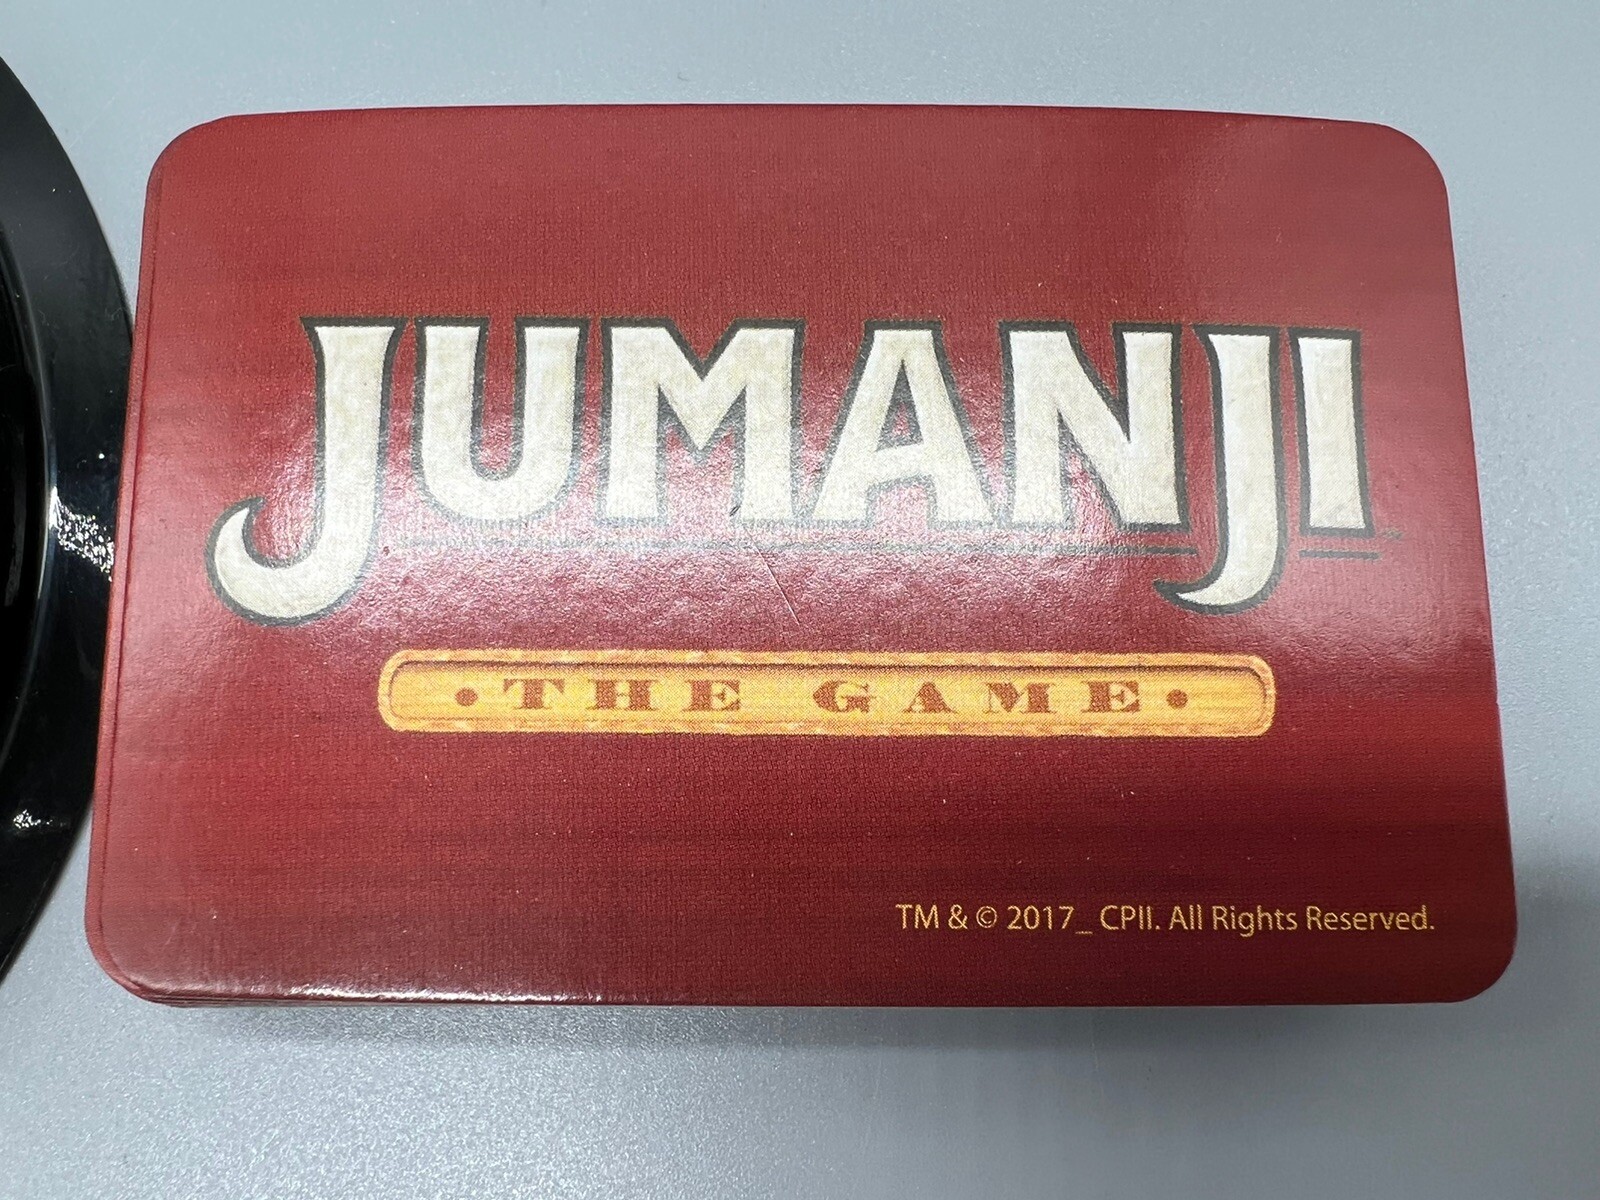 JUMANJI
• THE GAME •
TM & © 2017_ CPII. All Rights Reserved.